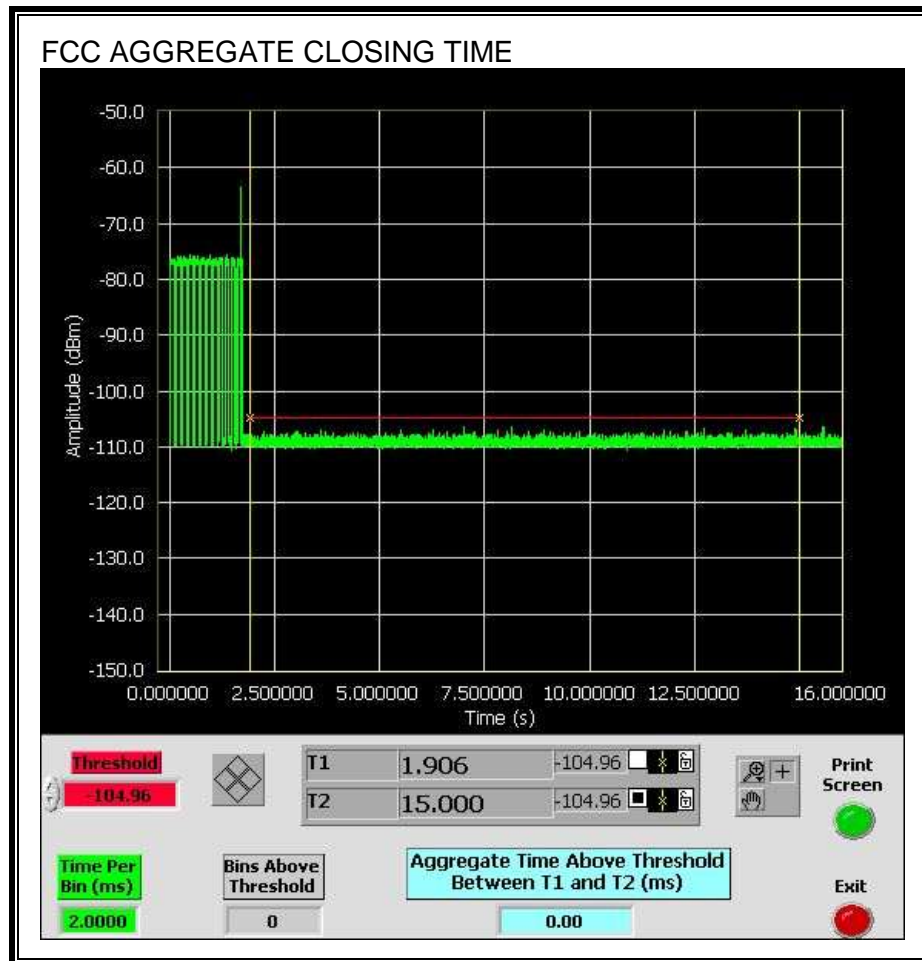 FCC AGGREGATE CLOSING TIME
-50.0
-60.0
-70.0
-80.0
-90.0
-100.0
-110.0
-120.0
-130.0
-140.0
-150.0
Amplitude (dBm)
0.000000 2.500000 5.000000 7.500000 10.000000 12.500000 16.000000
Time (s)
Threshold
-104.96
T1 1.906 -104.96
T2 15.000 -104.96
Print
Screen
Time Per
Bin (ms)
2.0000
Bins Above
Threshold
0
Aggregate Time Above Threshold
Between T1 and T2 (ms)
0.00
Exit